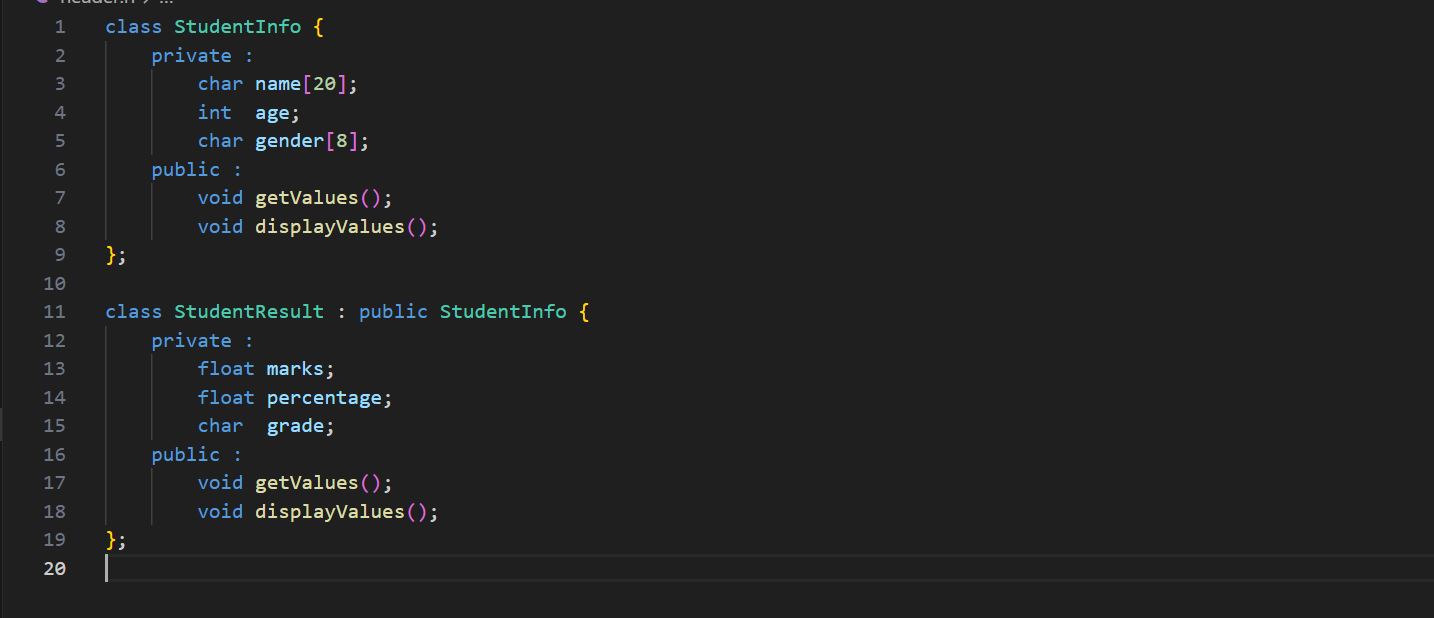 1 class StudentInfo {
2 private :
3 char name[20];
4 int  age;
5 char gender[8];
6 public :
7 void getValues();
8 void displayValues();
9 };
10
11 class StudentResult : public StudentInfo {
12 private :
13 float marks;
14 float percentage;
15 char  grade;
16 public :
17 void getValues();
18 void displayValues();
19 };
20